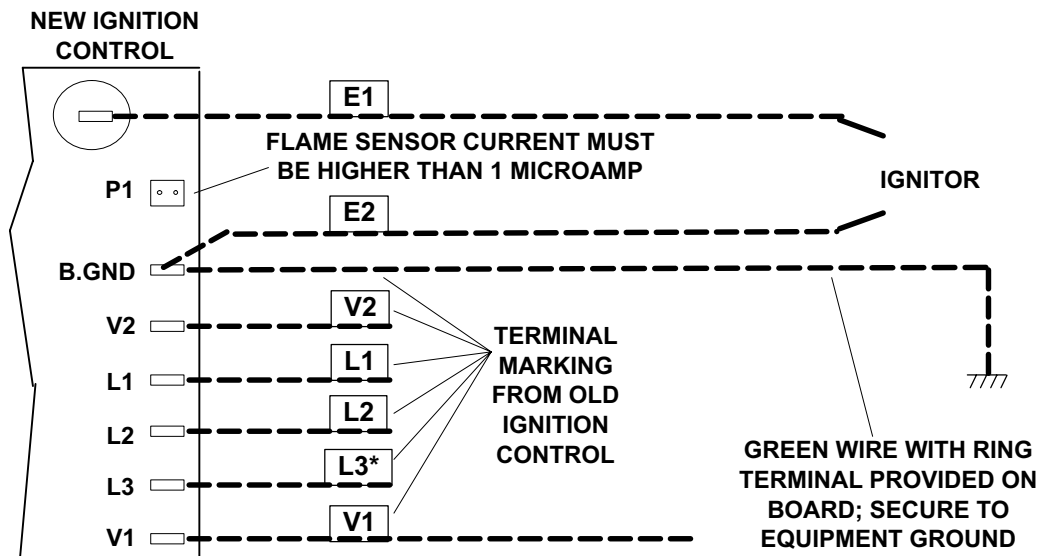 NEW IGNITION
CONTROL
E1
FLAME SENSOR CURRENT MUST
BE HIGHER THAN 1 MICROAMP
P1
IGNITOR
E2
B.GND
V2
V2
L1
L1
L2
L2
L3
L3*
V1
V1
TERMINAL
MARKING
FROM OLD
IGNITION
CONTROL
GREEN WIRE WITH RING
TERMINAL PROVIDED ON
BOARD; SECURE TO
EQUIPMENT GROUND